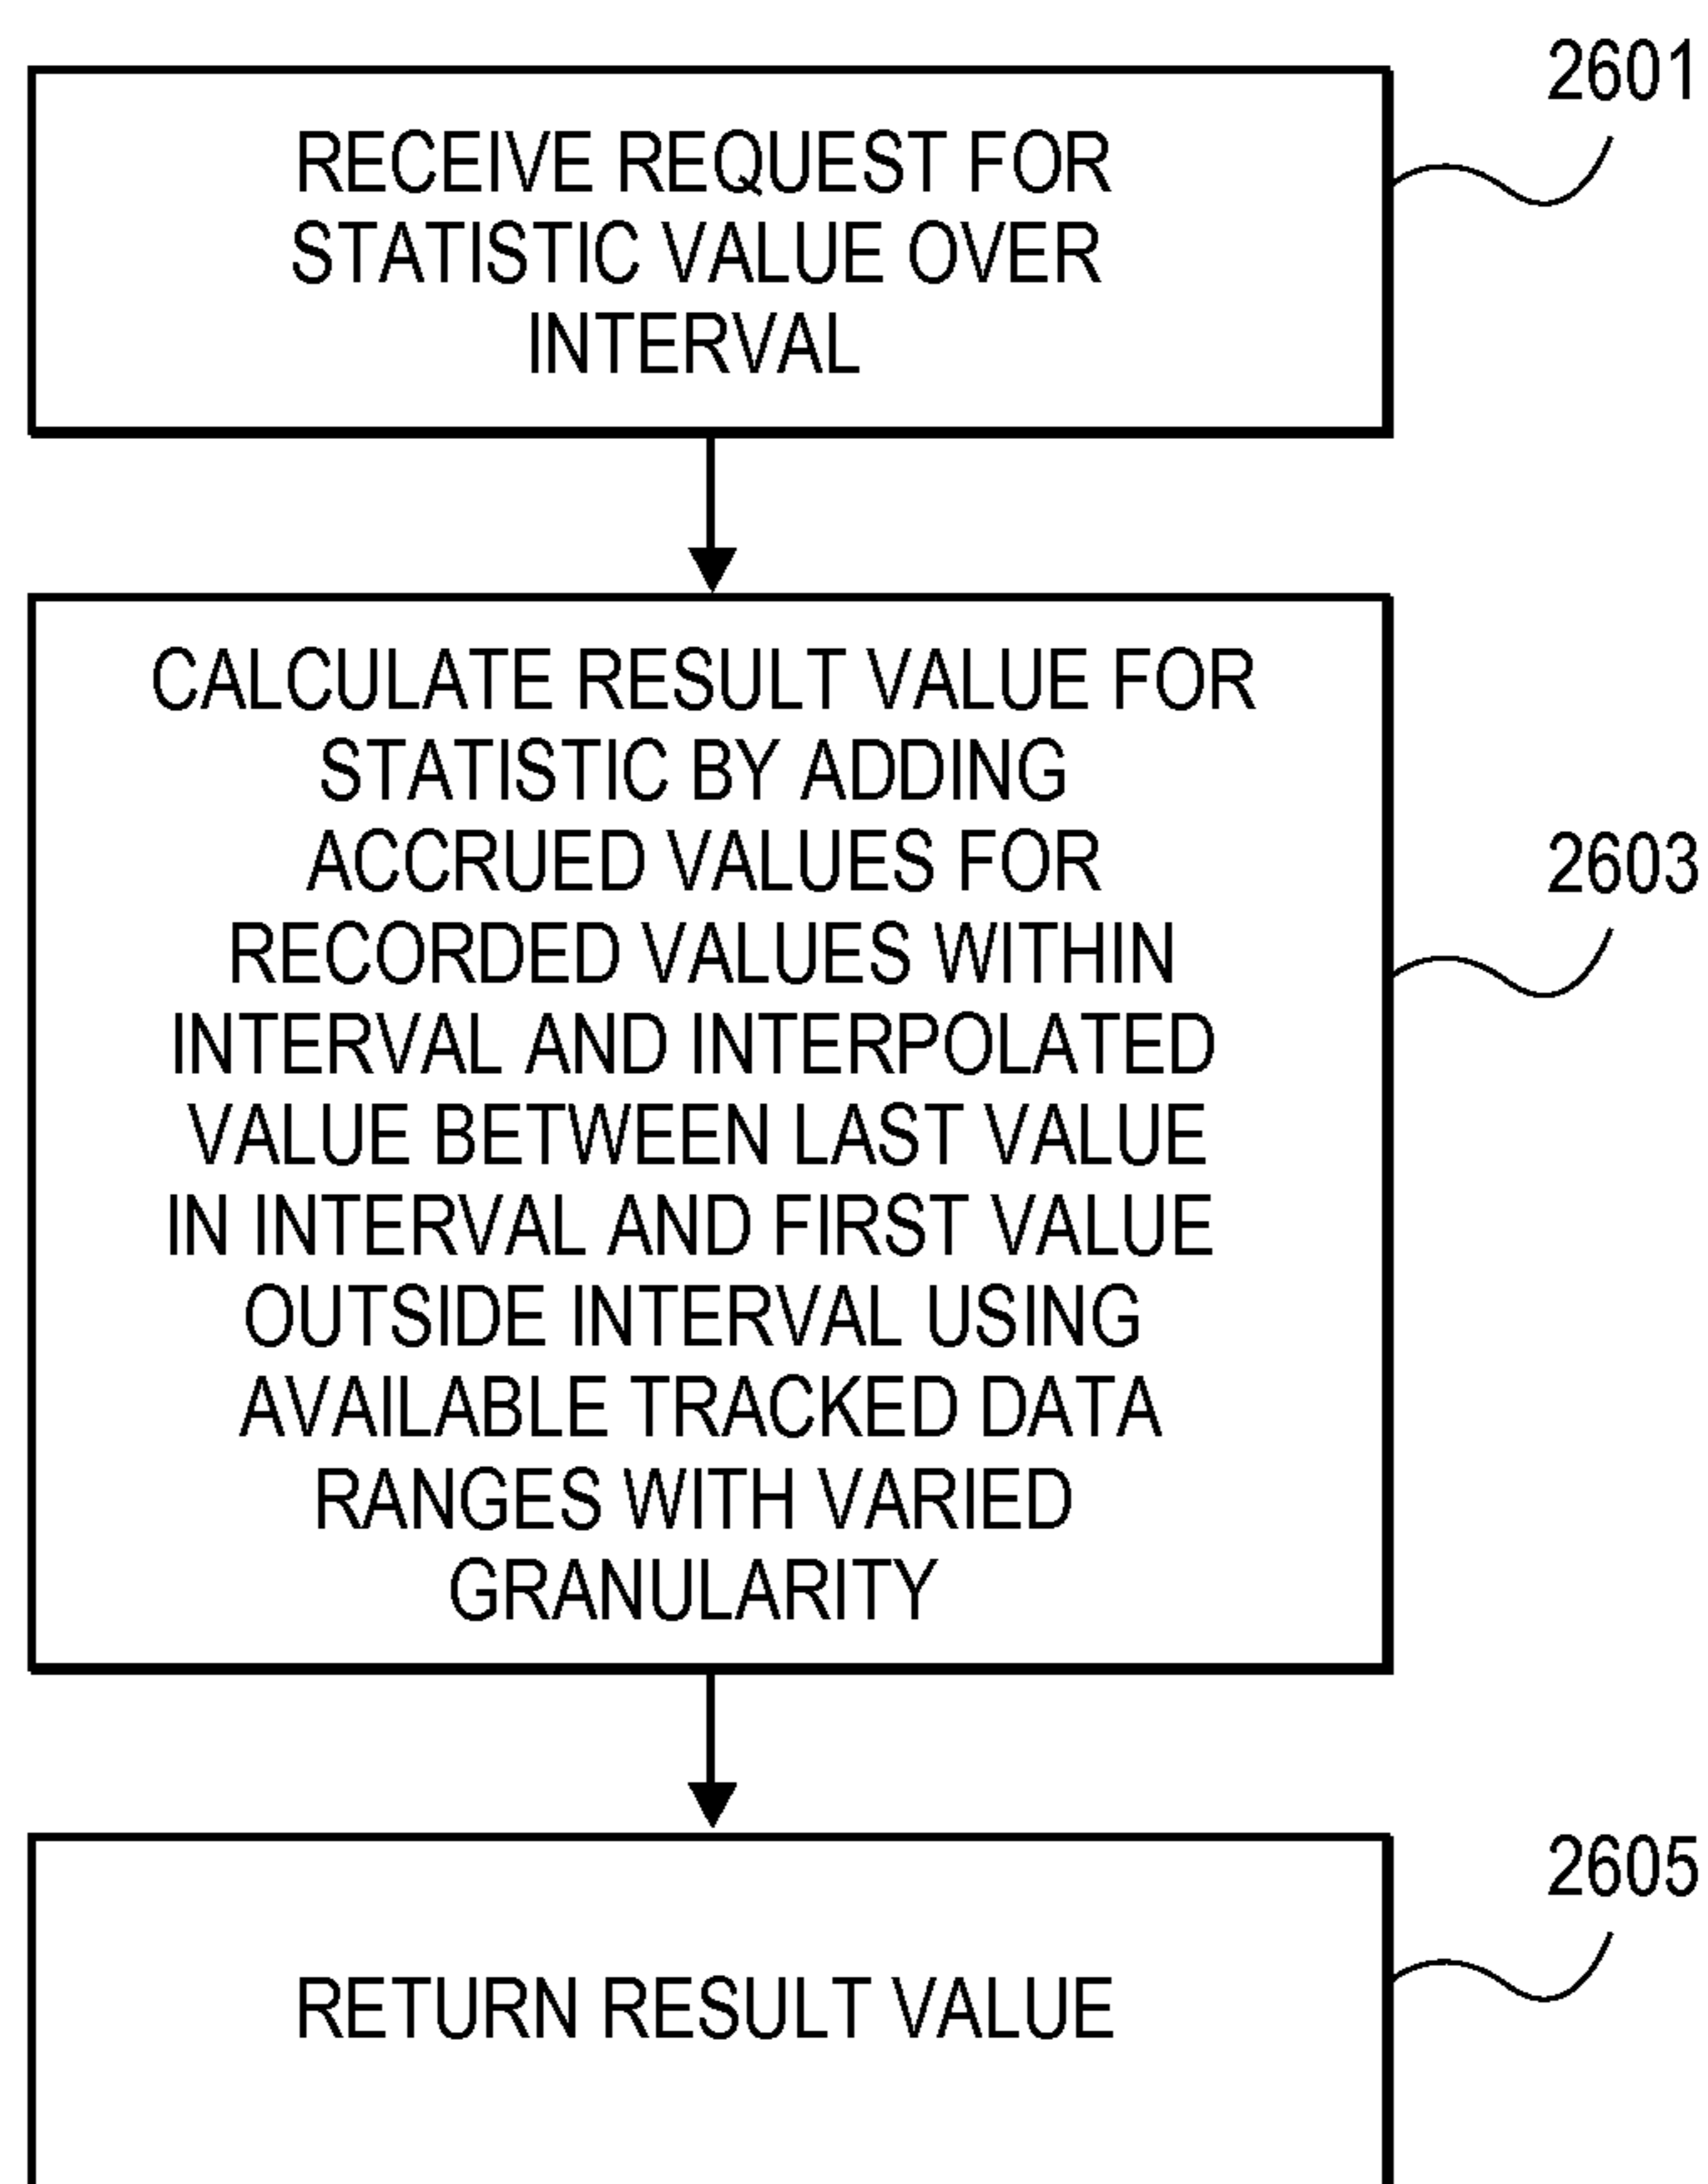 2601
RECEIVE REQUEST FOR
STATISTIC VALUE OVER
INTERVAL
CALCULATE RESULT VALUE FOR
STATISTIC BY ADDING
ACCRUED VALUES FOR
RECORDED VALUES WITHIN
INTERVAL AND INTERPOLATED
VALUE BETWEEN LAST VALUE
IN INTERVAL AND FIRST VALUE
OUTSIDE INTERVAL USING
AVAILABLE TRACKED DATA
RANGES WITH VARIED
GRANULARITY
2603
2605
RETURN RESULT VALUE